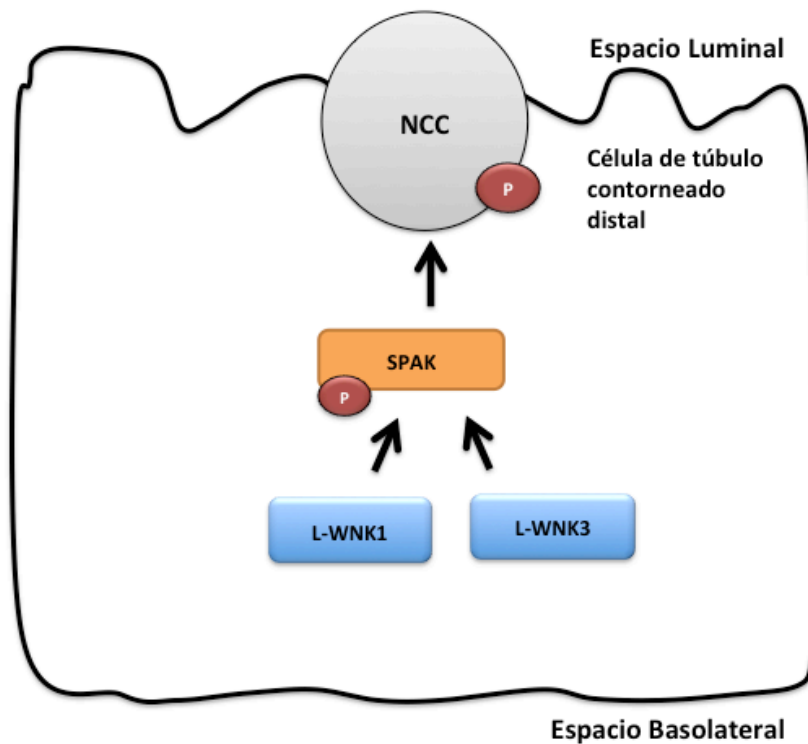 Espacio Luminal
NCC
P
Célula de túbulo
contorneado
distal
SPAK
P
L-WNK1
L-WNK3
Espacio Basolateral